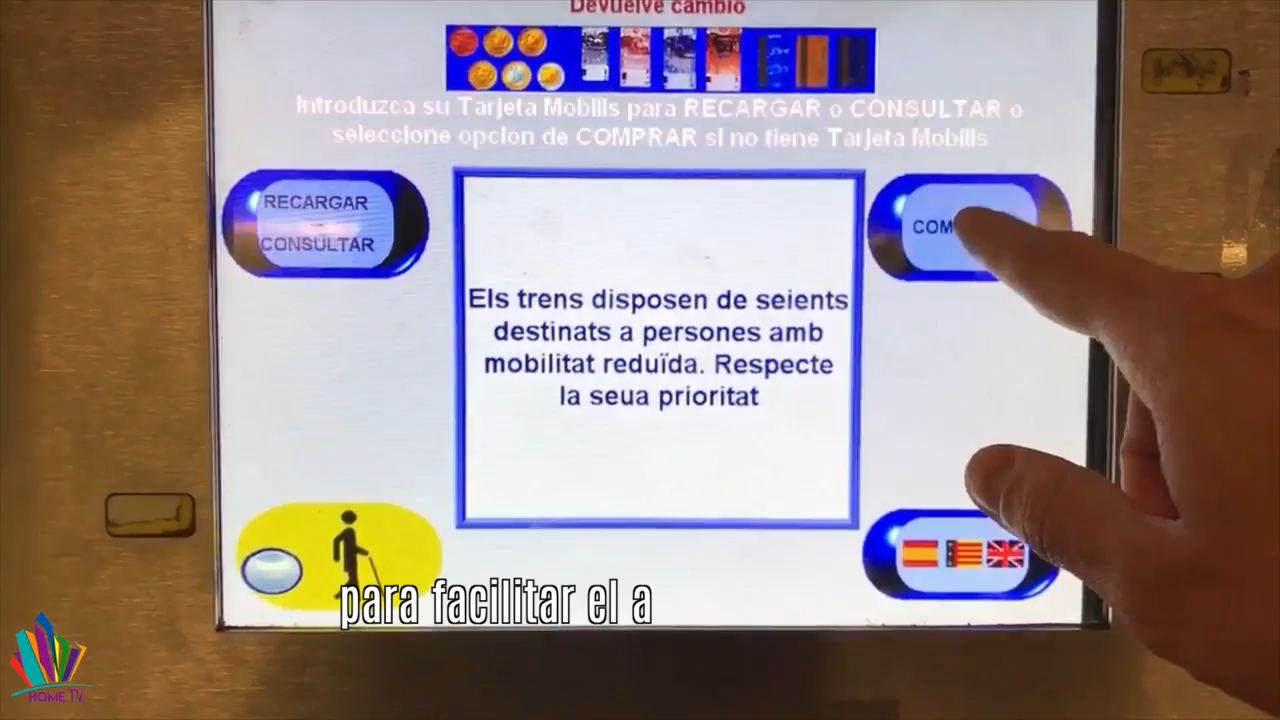 Devuelve cambio
Introduzca su Tarjeta Mobilis para RECARGAR o CONSULTAR o
seleccione opcion de COMPRAR si no tiene Tarjeta Mobilis
RECARGAR
-
CONSULTAR
COM
Els trens disposen de seients
destinats a persones amb
mobilitat reduïda. Respecte
la seua prioritat
para facilitar el a
HOME TV